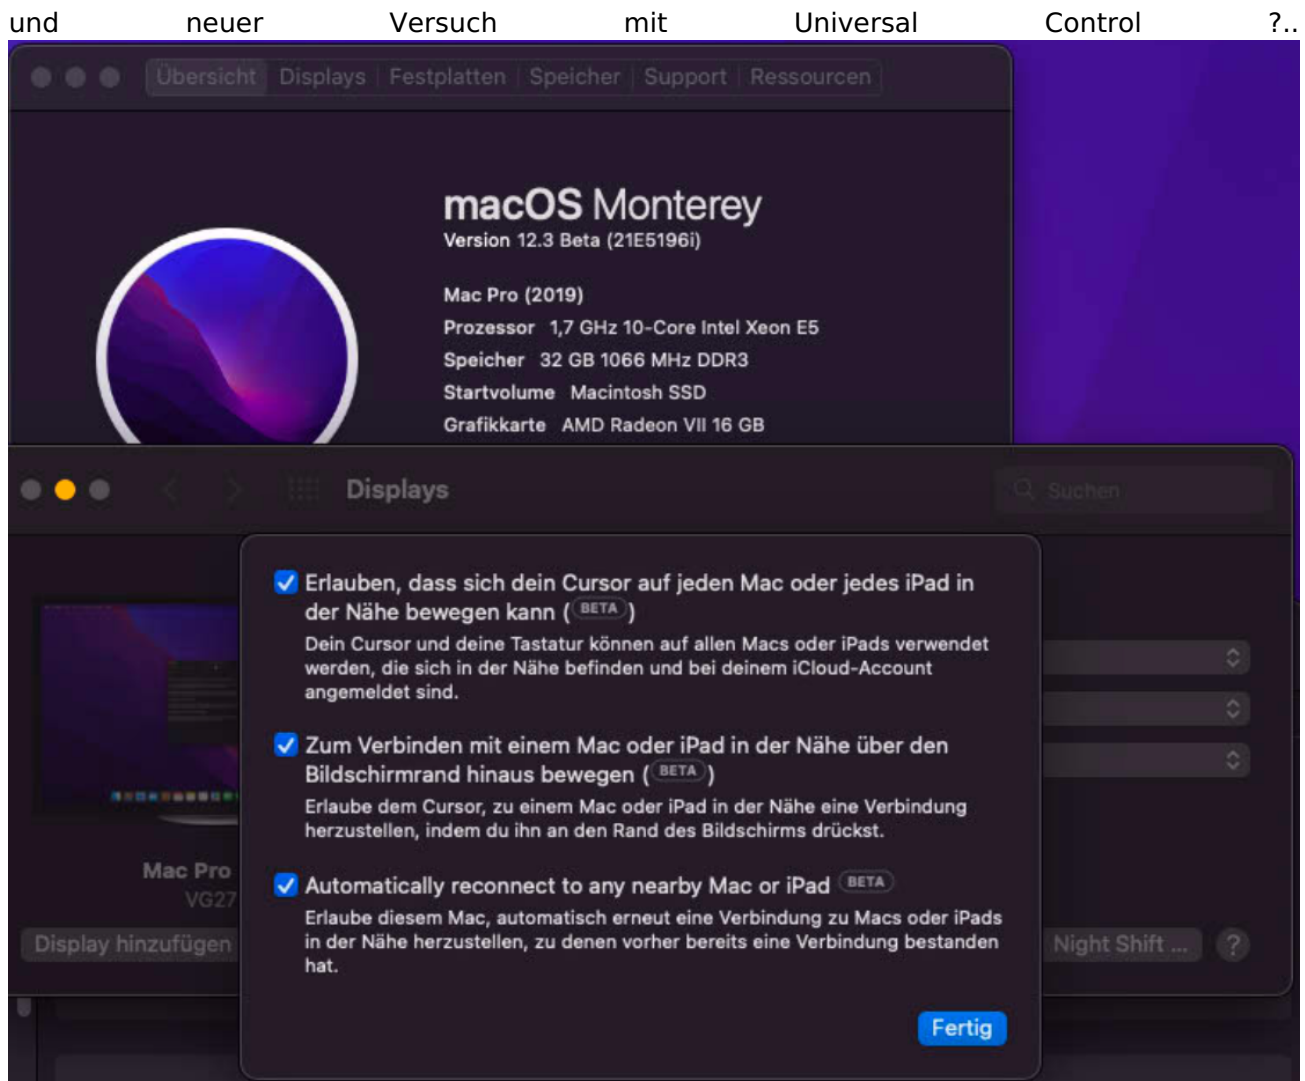 und neuer Versuch mit Universal Control ?..
Übersicht Displays Festplatten Speicher Support Ressourcen
macOS Monterey
Version 12.3 Beta (21E5196i)
Mac Pro (2019)
Prozessor 1,7 GHz 10-Core Intel Xeon E5
Speicher 32 GB 1066 MHz DDR3
Startvolume Macintosh SSD
Grafikkarte AMD Radeon VII 16 GB
Displays
Suchen
Erlauben, dass sich dein Cursor auf jeden Mac oder jedes iPad in
der Nähe bewegen kann (BETA)
Dein Cursor und deine Tastatur können auf allen Macs oder iPads verwendet
werden, die sich in der Nähe befinden und bei deinem iCloud-Account
angemeldet sind.
Zum Verbinden mit einem Mac oder iPad in der Nähe über den
Bildschirmrand hinaus bewegen (BETA)
Erlaube dem Cursor, zu einem Mac oder iPad in der Nähe eine Verbindung
herzustellen, indem du ihn an den Rand des Bildschirms drückst.
Mac Pro
VG27
Automatically reconnect to any nearby Mac or iPad BETA
Erlaube diesem Mac, automatisch erneut eine Verbindung zu Macs oder iPads
in der Nähe herzustellen, zu denen vorher bereits eine Verbindung bestanden
hat.
Display hinzufügen
Night Shift ... ?
Fertig